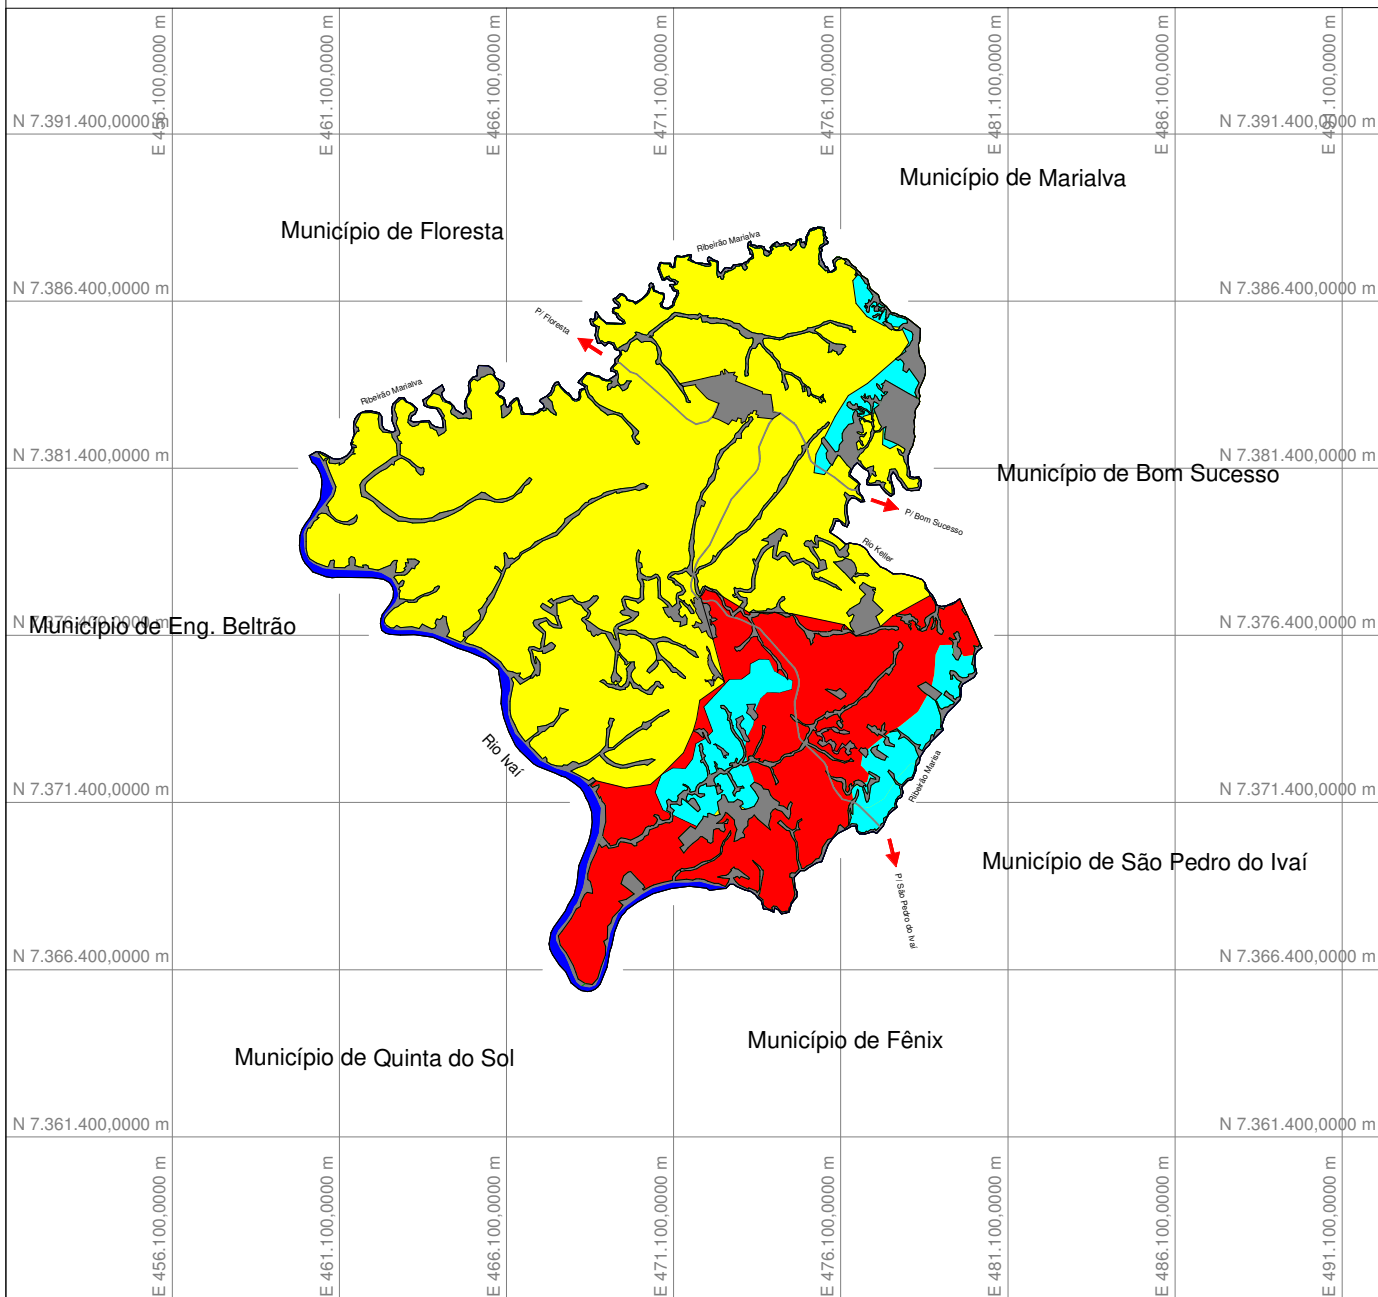 E 456.100,0000 m
E 461.100,0000 m
E 466.100,0000 m
E 471.100,0000 m
E 476.100,0000 m
E 481.100,0000 m
E 486.100,0000 m
E 491.100,0000 m
N 7.391.400,0000 m
N 7.391.400,0000 m
Município de Marialva
Município de Floresta
Ribeirão Marialva
N 7.386.400,0000 m
N 7.386.400,0000 m
P/ Floresta
Ribeirão Marialva
N 7.381.400,0000 m
N 7.381.400,0000 m
Município de Bom Sucesso
P/ Bom Sucesso
Rio Keller
N 7.376.400,0000 m
N 7.376.400,0000 m
Município de Eng. Beltrão
Rio Ivaí
Ribeirão Marisa
N 7.371.400,0000 m
N 7.371.400,0000 m
Município de São Pedro do Ivaí
P/ São Pedro do Ivaí
N 7.366.400,0000 m
N 7.366.400,0000 m
Município de Fênix
Município de Quinta do Sol
N 7.361.400,0000 m
N 7.361.400,0000 m
E 456.100,0000 m
E 461.100,0000 m
E 466.100,0000 m
E 471.100,0000 m
E 476.100,0000 m
E 481.100,0000 m
E 486.100,0000 m
E 491.100,0000 m